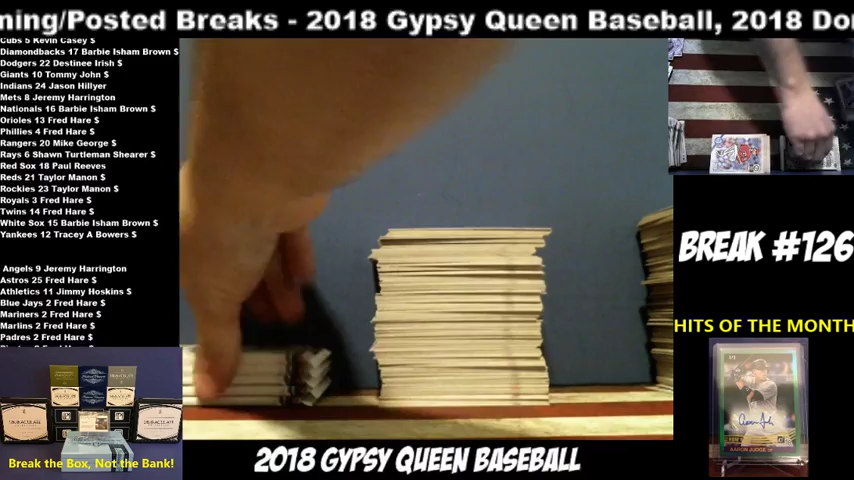 ning/Posted Breaks - 2018 Gypsy Queen Baseball, 2018 Do
Cubs 5 Kevin Casey $
Diamondbacks 17 Barbie Isham Brown $
Dodgers 22 Destinee Irish $
Giants 10 Tommy John $
Indians 24 Jason Hillyer
Mets 8 Jeremy Harrington
Nationals 16 Barbie Isham Brown $
Orioles 13 Fred Hare $
Phillies 4 Fred Hare $
Rangers 20 Mike George $
Rays 6 Shawn Turtleman Shearer $
Red Sox 18 Paul Reeves
Reds 21 Taylor Manon $
Rockies 23 Taylor Manon $
Royals 3 Fred Hare $
Twins 14 Fred Hare $
White Sox 15 Barbie Isham Brown $
Yankees 12 Tracey A Bowers $
Angels 9 Jeremy Harrington
Astros 25 Fred Hare $
Athletics 11 Jimmy Hoskins $
Blue Jays 2 Fred Hare $
Mariners 2 Fred Hare $
Marlins 2 Fred Hare $
Padres 2 Fred Hare $
IMMACULATE
IMMACULATE
Break the Box, Not the Bank!
2018 GYPSY QUEEN BASEBALL
BREAK #126
HITS OF THE MONTH
1/1
AARON JUDGE